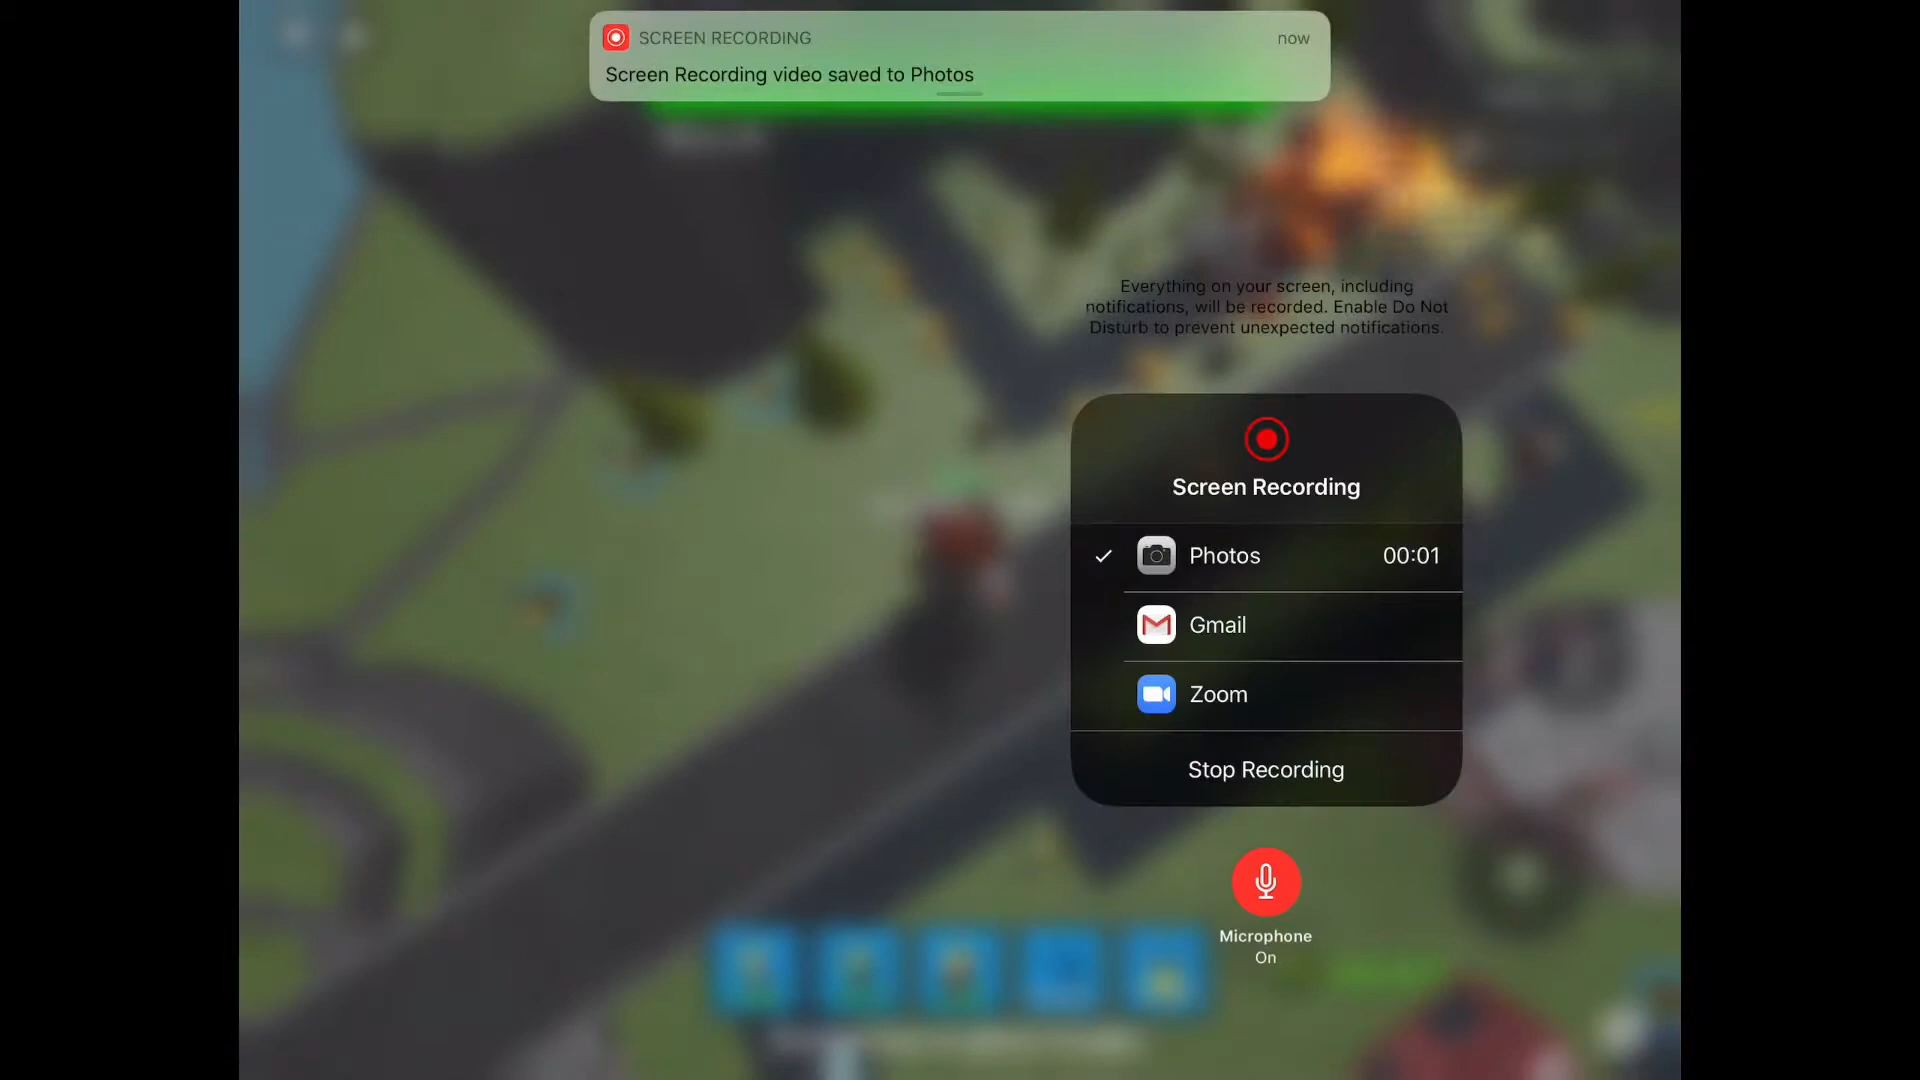 SCREEN RECORDING now
Screen Recording video saved to Photos
Everything on your screen, including
notifications, will be recorded. Enable Do Not
Disturb to prevent unexpected notifications.
Screen Recording
Photos 00:01
Gmail
Zoom
Stop Recording
Microphone
On